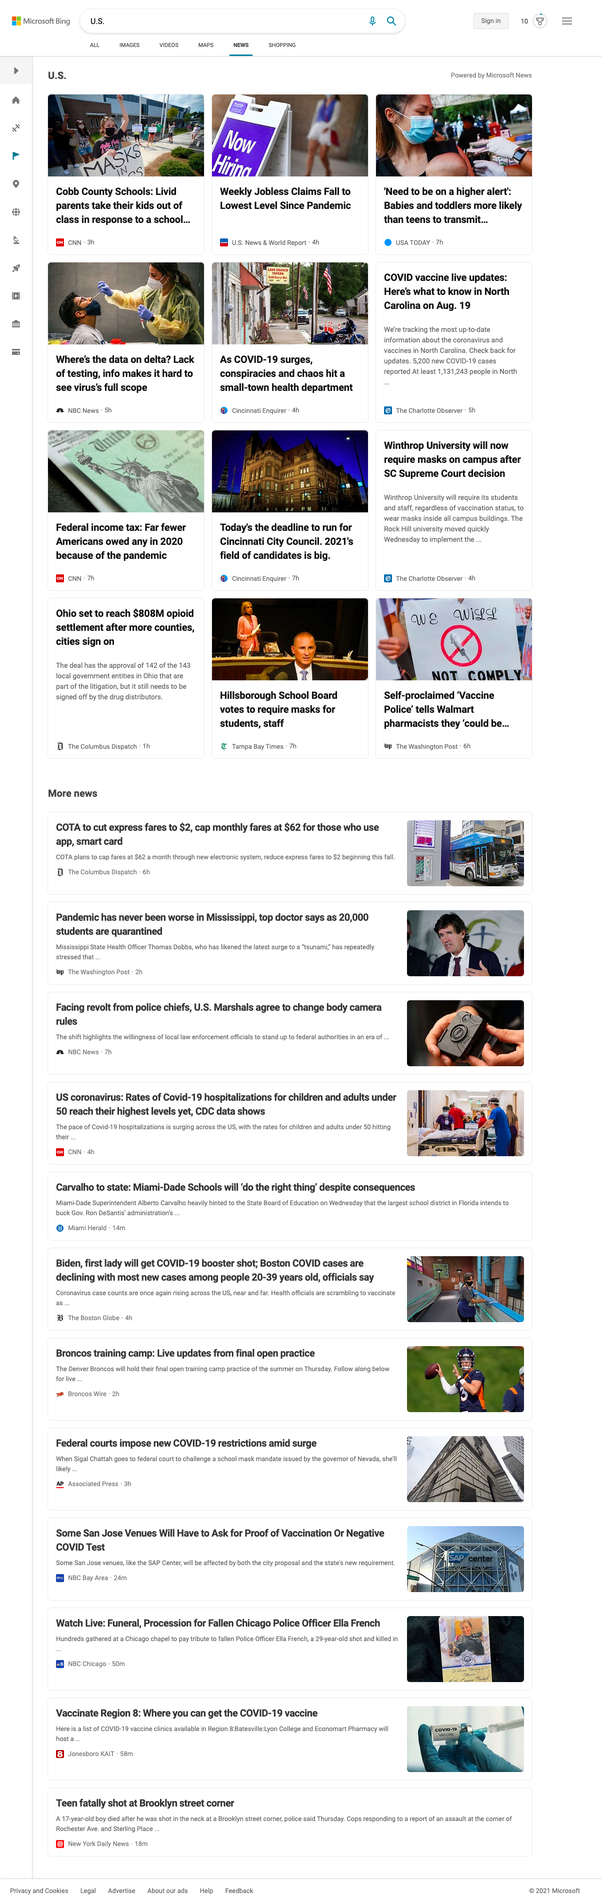 Microsoft Bing
U.S.
Sign in
10
ALL
IMAGES
VIDEOS
MAPS
NEWS
SHOPPING
U.S.
Powered by Microsoft News
MASKS
Cobb County Schools: Livid
parents take their kids out of
class in response to a school...
CNN · 3h
Now
Hiring
Weekly Jobless Claims Fall to
Lowest Level Since Pandemic
U.S. News & World Report · 4h
'Need to be on a higher alert':
Babies and toddlers more likely
than teens to transmit...
USA TODAY · 7h
Where's the data on delta? Lack
of testing, info makes it hard to
see virus's full scope
NBC News · 5h
As COVID-19 surges,
conspiracies and chaos hit a
small-town health department
Cincinnati Enquirer · 4h
COVID vaccine live updates:
Here's what to know in North
Carolina on Aug. 19
We're tracking the most up-to-date
information about the coronavirus and
vaccines in North Carolina. Check back for
updates. 5,200 new COVID-19 cases
reported At least 1,131,243 people in North
...
The Charlotte Observer · 5h
Federal income tax: Far fewer
Americans owed any in 2020
because of the pandemic
CNN · 7h
Today's the deadline to run for
Cincinnati City Council. 2021's
field of candidates is big.
Cincinnati Enquirer · 7h
Winthrop University will now
require masks on campus after
SC Supreme Court decision
Winthrop University will require its students
and staff, regardless of vaccination status, to
wear masks inside all campus buildings. The
Rock Hill university moved quickly
Wednesday to implement the ...
The Charlotte Observer · 4h
Ohio set to reach $808M opioid
settlement after more counties,
cities sign on
The deal has the approval of 142 of the 143
local government entities in Ohio that are
part of the litigation, but it still needs to be
signed off by the drug distributors.
The Columbus Dispatch · 1h
Hillsborough School Board
votes to require masks for
students, staff
Tampa Bay Times · 7h
WE WILL
NOT COMPLY
Self-proclaimed 'Vaccine
Police' tells Walmart
pharmacists they 'could be...
The Washington Post · 6h
More news
COTA to cut express fares to $2, cap monthly fares at $62 for those who use
app, smart card
COTA plans to cap fares at $62 a month through new electronic system, reduce express fares to $2 beginning this fall.
The Columbus Dispatch · 6h
Pandemic has never been worse in Mississippi, top doctor says as 20,000
students are quarantined
Mississippi State Health Officer Thomas Dobbs, who has likened the latest surge to a "tsunami," has repeatedly
stressed that ...
The Washington Post · 2h
Facing revolt from police chiefs, U.S. Marshals agree to change body camera
rules
The shift highlights the willingness of local law enforcement officials to stand up to federal authorities in an era of ...
NBC News · 7h
US coronavirus: Rates of Covid-19 hospitalizations for children and adults under
50 reach their highest levels yet, CDC data shows
The pace of Covid-19 hospitalizations is surging across the US, with the rates for children and adults under 50 hitting
their ...
CNN · 4h
Carvalho to state: Miami-Dade Schools will 'do the right thing' despite consequences
Miami-Dade Superintendent Alberto Carvalho heavily hinted to the State Board of Education on Wednesday that the largest school district in Florida intends to
buck Gov. Ron DeSantis' administration's ...
Miami Herald · 14m
Biden, first lady will get COVID-19 booster shot; Boston COVID cases are
declining with most new cases among people 20-39 years old, officials say
Coronavirus case counts are once again rising across the US, near and far. Health officials are scrambling to vaccinate
as ...
The Boston Globe · 4h
Broncos training camp: Live updates from final open practice
The Denver Broncos will hold their final open training camp practice of the summer on Thursday. Follow along below
for live ...
Broncos Wire · 2h
Federal courts impose new COVID-19 restrictions amid surge
When Sigal Chattah goes to federal court to challenge a school mask mandate issued by the governor of Nevada, she'll
likely ...
AP Associated Press · 3h
Some San Jose Venues Will Have to Ask for Proof of Vaccination Or Negative
COVID Test
Some San Jose venues, like the SAP Center, will be affected by both the city proposal and the state's new requirement.
NBC Bay Area · 24m
SAP center
Watch Live: Funeral, Procession for Fallen Chicago Police Officer Ella French
Hundreds gathered at a Chicago chapel to pay tribute to fallen Police Officer Ella French, a 29-year-old shot and killed in
...
NBC Chicago · 50m
Vaccinate Region 8: Where you can get the COVID-19 vaccine
Here is a list of COVID-19 vaccine clinics available in Region 8:Batesville:Lyon College and Economart Pharmacy will
host a ...
Jonesboro KAIT · 58m
COVID-19
VACCINE
Teen fatally shot at Brooklyn street corner
A 17-year-old boy died after he was shot in the neck at a Brooklyn street corner, police said Thursday. Cops responding to a report of an assault at the corner of
Rochester Ave. and Sterling Place ...
New York Daily News · 18m
Privacy and Cookies
Legal
Advertise
About our ads
Help
Feedback
© 2021 Microsoft